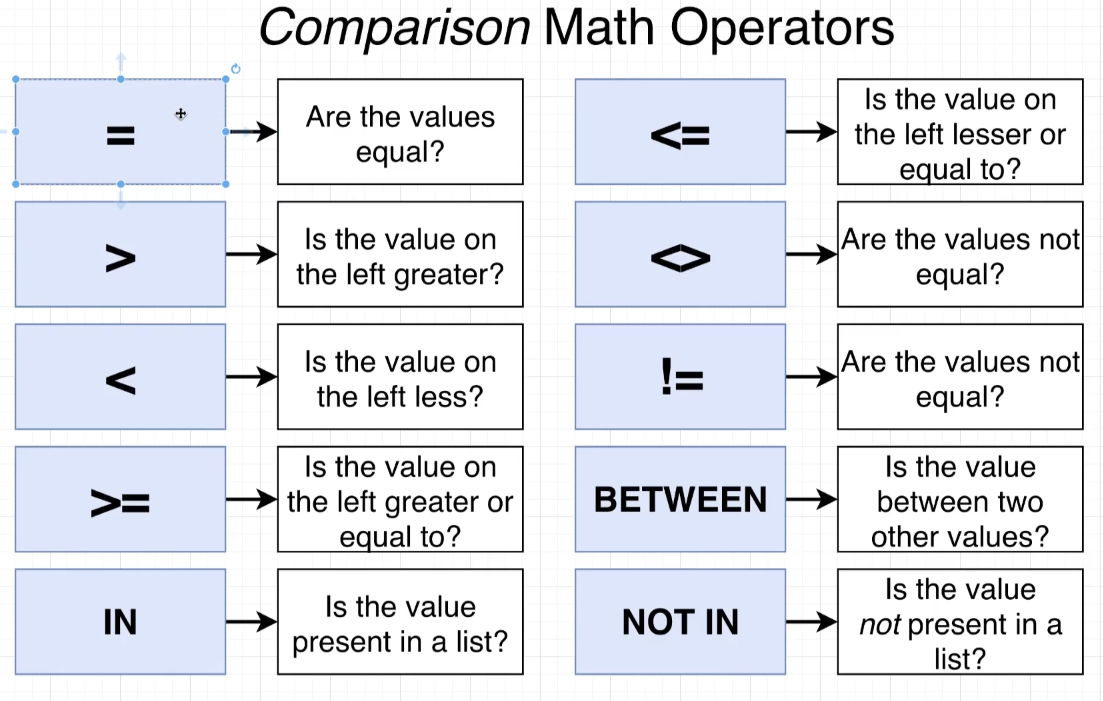 Comparison Math Operators
=
Are the values
equal?
>
Is the value on
the left greater?
<
Is the value on
the left less?
>=
Is the value on
the left greater or
equal to?
IN
Is the value
present in a list?
<=
Is the value on
the left lesser or
equal to?
<>
Are the values not
equal?
!=
Are the values not
equal?
BETWEEN
Is the value
between two
other values?
NOT IN
Is the value
not present in a
list?